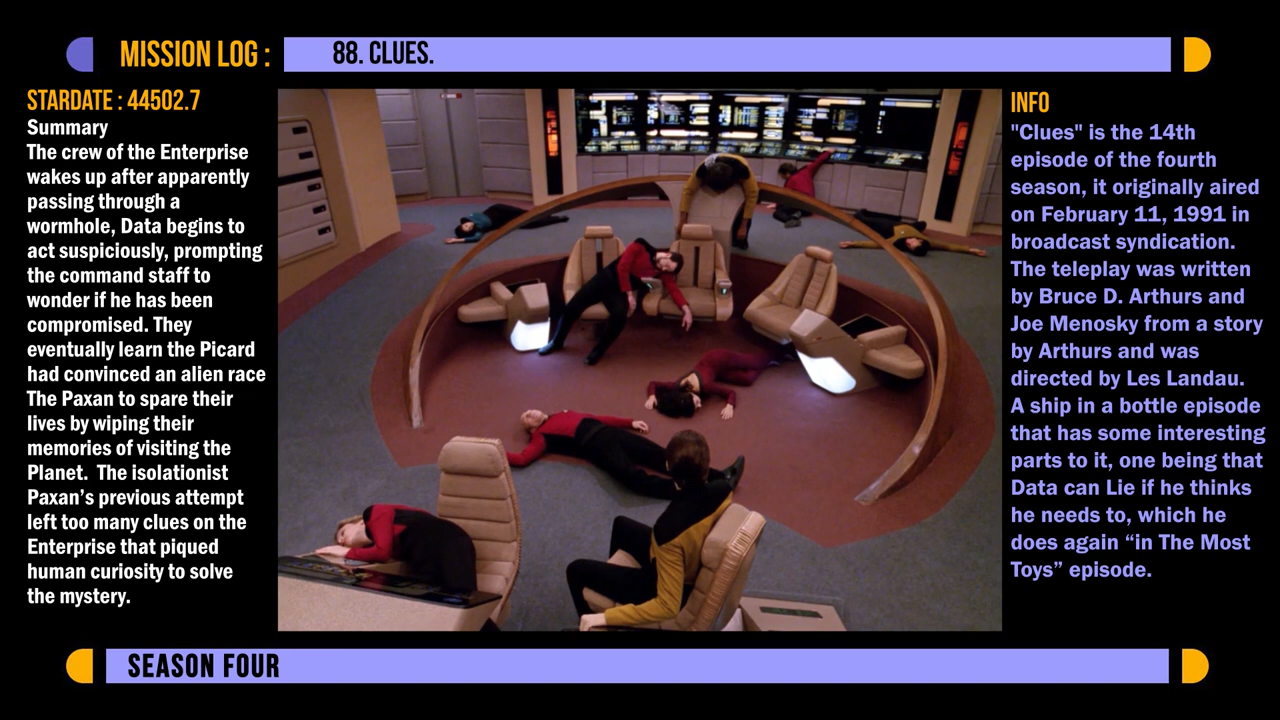 MISSION LOG :
88. CLUES.
STARDATE : 44502.7
Summary
The crew of the Enterprise
wakes up after apparently
passing through a
wormhole, Data begins to
act suspiciously, prompting
the command staff to
wonder if he has been
compromised. They
eventually learn the Picard
had convinced an alien race
The Paxan to spare their
lives by wiping their
memories of visiting the
Planet.  The isolationist
Paxan’s previous attempt
left too many clues on the
Enterprise that piqued
human curiosity to solve
the mystery.
INFO
"Clues" is the 14th
episode of the fourth
season, it originally aired
on February 11, 1991 in
broadcast syndication.
The teleplay was written
by Bruce D. Arthurs and
Joe Menosky from a story
by Arthurs and was
directed by Les Landau.
A ship in a bottle episode
that has some interesting
parts to it, one being that
Data can Lie if he thinks
he needs to, which he
does again “in The Most
Toys” episode.
SEASON FOUR